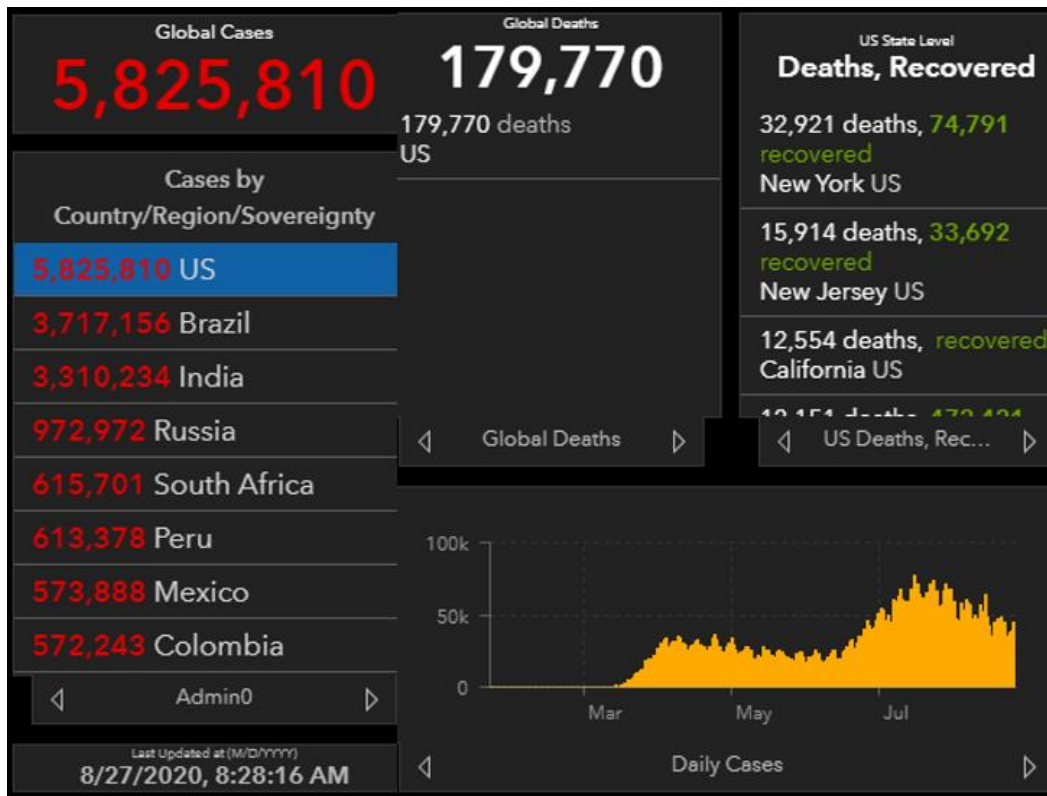 Global Cases
5,825,810
Cases by
Country/Region/Sovereignty
5,825,810 US
3,717,156 Brazil
3,310,234 India
972,972 Russia
615,701 South Africa
613,378 Peru
573,888 Mexico
572,243 Colombia
Admin0
Last Updated at (M/D/YYYY)
8/27/2020, 8:28:16 AM
Global Deaths
179,770
179,770 deaths
US
Global Deaths
US State Level
Deaths, Recovered
32,921 deaths, 74,791
recovered
New York US
15,914 deaths, 33,692
recovered
New Jersey US
12,554 deaths, recovered
California US
US Deaths, Rec...
100k
50k
0
Mar May Jul
Daily Cases